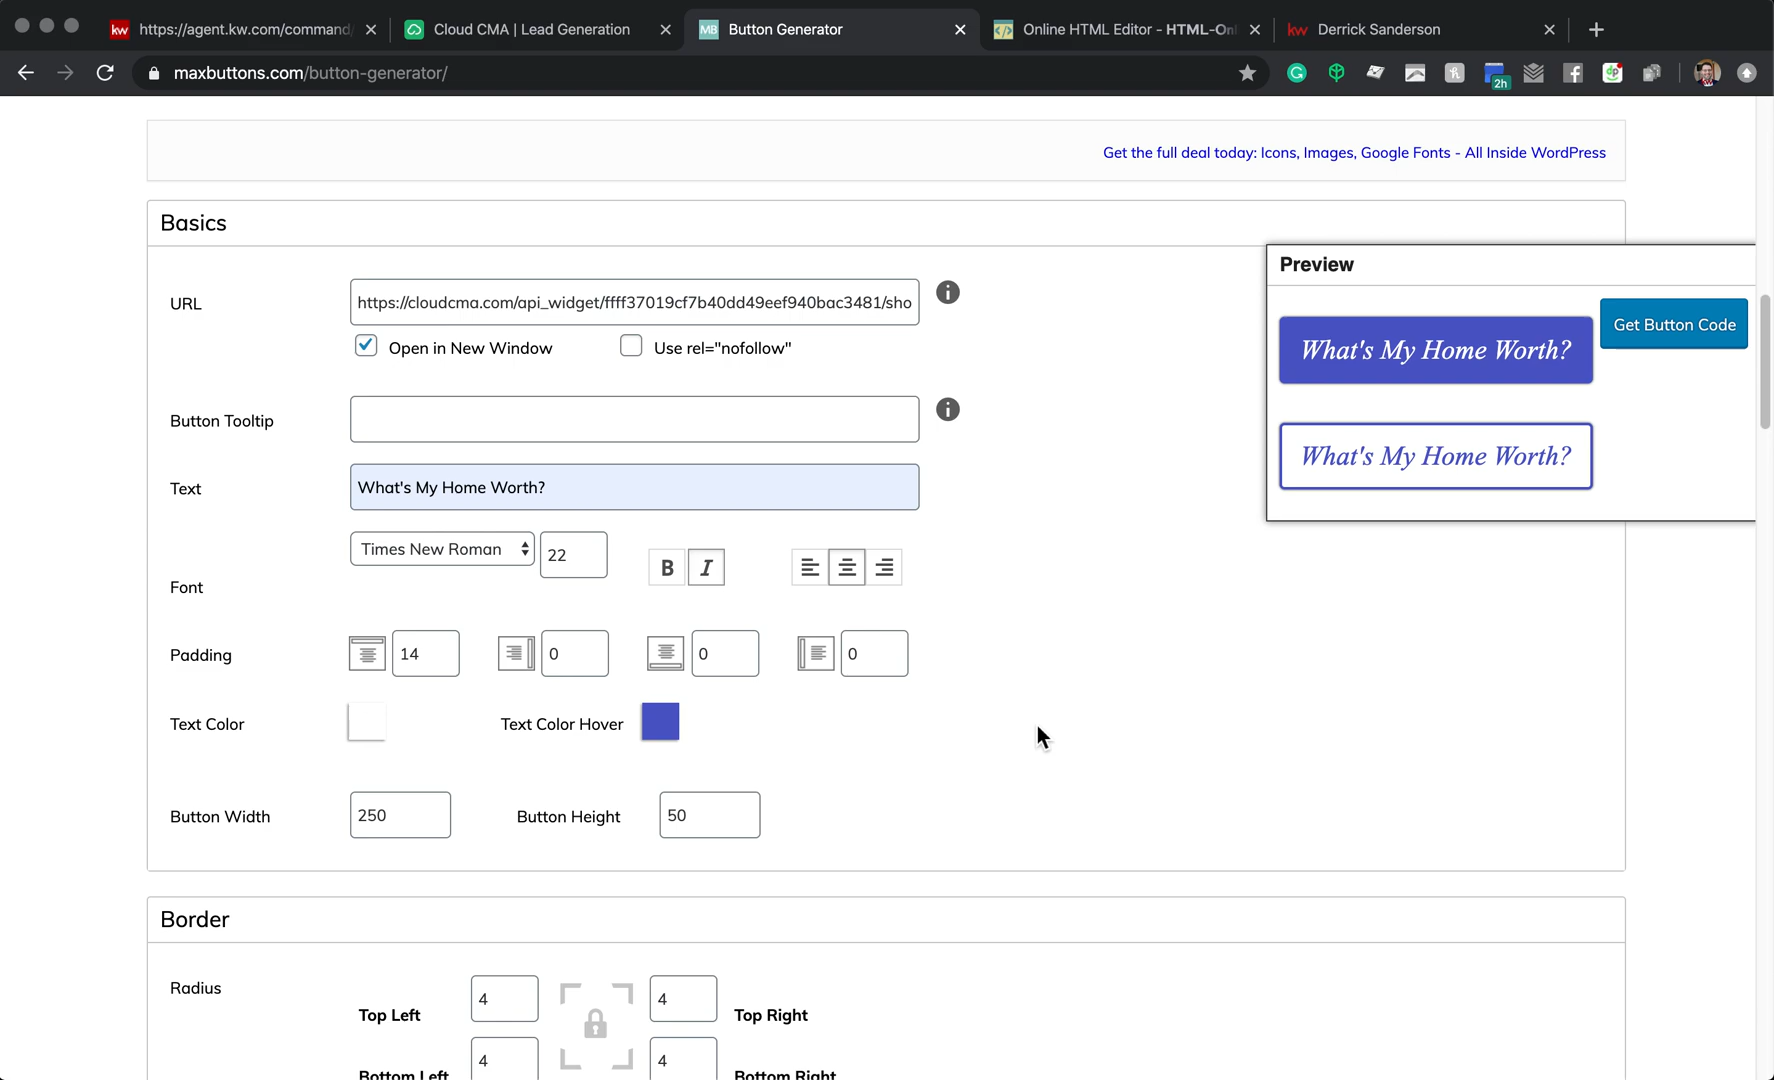 https://agent.kw.com/command/
Cloud CMA | Lead Generation
MB
Button Generator
Online HTML Editor - HTML-Onl
kw
Derrick Sanderson
maxbuttons.com/button-generator/
2h
Get the full deal today: Icons, Images, Google Fonts - All Inside WordPress
Basics
Preview
URL
https://cloudcma.com/api_widget/ffff37019cf7b40dd49eef940bac3481/sho
Get Button Code
Open in New Window
Use rel="nofollow"
What's My Home Worth?
Button Tooltip
What's My Home Worth?
Text
What's My Home Worth?
Times New Roman
22
B
I
Font
Padding
14
0
0
0
Text Color
Text Color Hover
Button Width
250
Button Height
50
Border
Radius
Top Left
4
4
Top Right
Bottom Left
4
4
Bottom Right